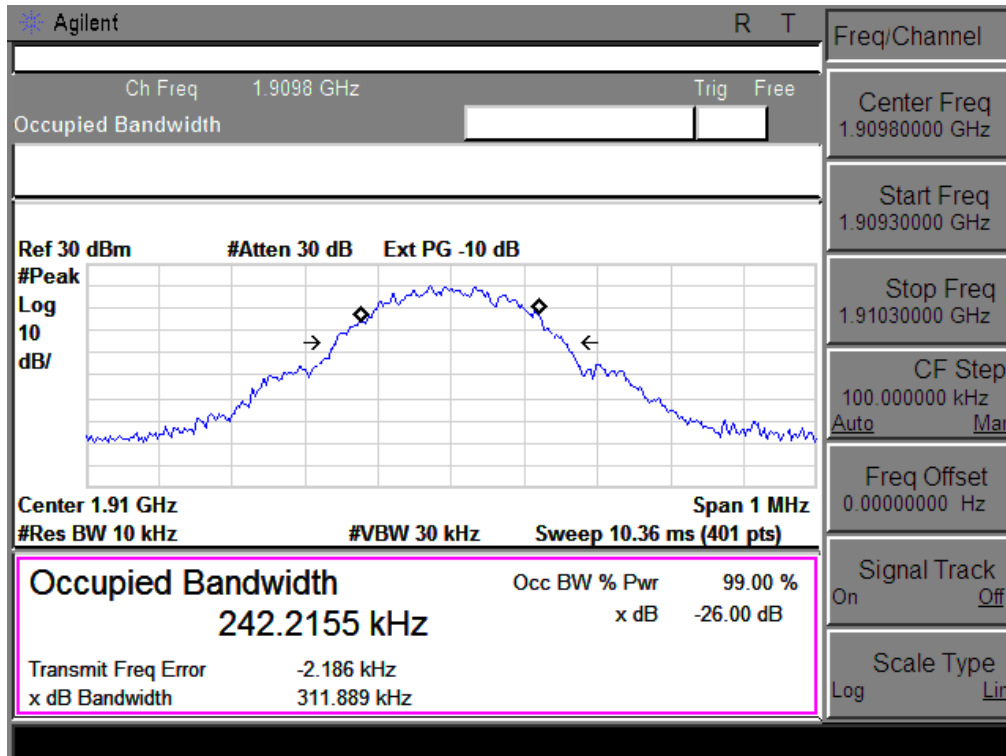 Agilent R T
Ch Freq 1.9098 GHz Trig Free
Occupied Bandwidth
Ref 30 dBm #Atten 30 dB Ext PG -10 dB
#Peak
Log
10
dB/
Center 1.91 GHz Span 1 MHz
#Res BW 10 kHz #VBW 30 kHz Sweep 10.36 ms (401 pts)
Occupied Bandwidth
242.2155 kHz
Occ BW % Pwr 99.00 %
x dB -26.00 dB
Transmit Freq Error -2.186 kHz
x dB Bandwidth 311.889 kHz
Freq/Channel
Center Freq
1.90980000 GHz
Start Freq
1.90930000 GHz
Stop Freq
1.91030000 GHz
CF Step
100.000000 kHz
Auto Mar
Freq Offset
0.00000000 Hz
Signal Track
On Off
Scale Type
Log Lin